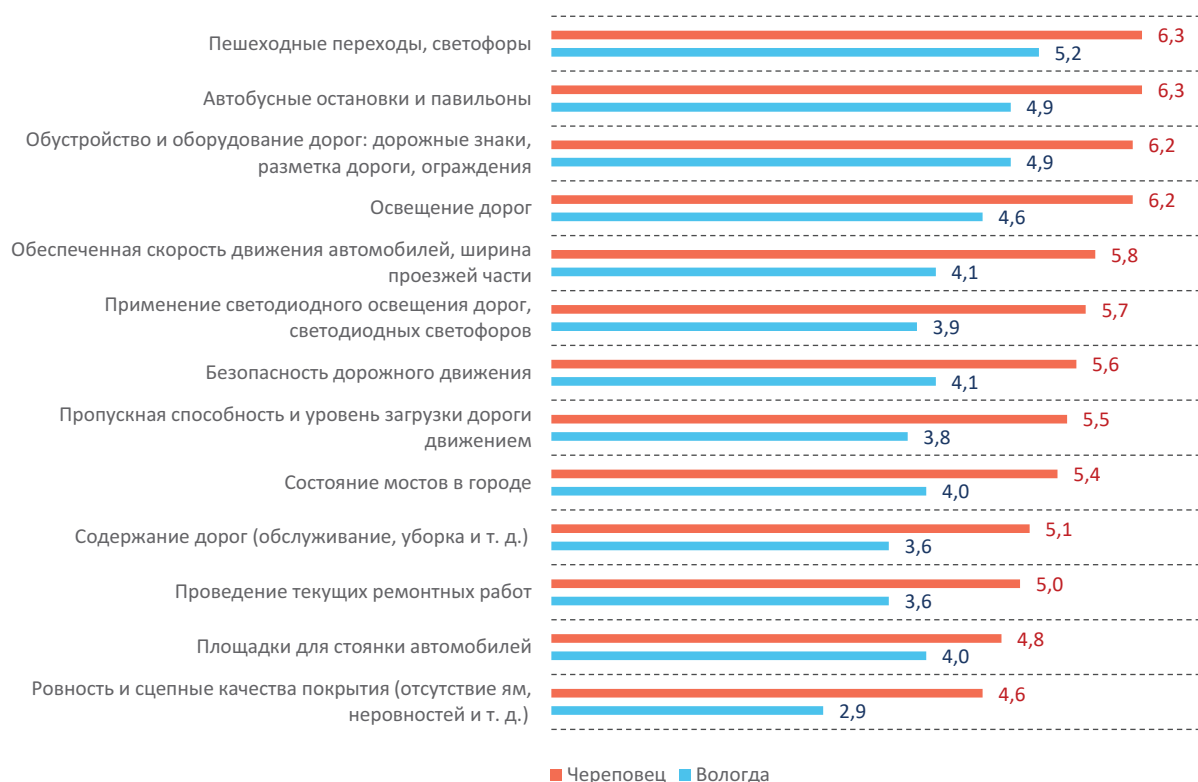 Пешеходные переходы, светофоры
6,3
5,2
Автобусные остановки и павильоны
6,3
4,9
Обустройство и оборудование дорог: дорожные знаки,
разметка дороги, ограждения
6,2
4,9
Освещение дорог
6,2
4,6
Обеспеченная скорость движения автомобилей, ширина
проезжей части
5,8
4,1
Применение светодиодного освещения дорог,
светодиодных светофоров
5,7
3,9
Безопасность дорожного движения
5,6
4,1
Пропускная способность и уровень загрузки дороги
движением
5,5
3,8
Состояние мостов в городе
5,4
4,0
Содержание дорог (обслуживание, уборка и т. д.)
5,1
3,6
Проведение текущих ремонтных работ
5,0
3,6
Площадки для стоянки автомобилей
4,8
4,0
Ровность и сцепные качества покрытия (отсутствие ям,
неровностей и т. д.)
4,6
2,9
Череповец Вологда